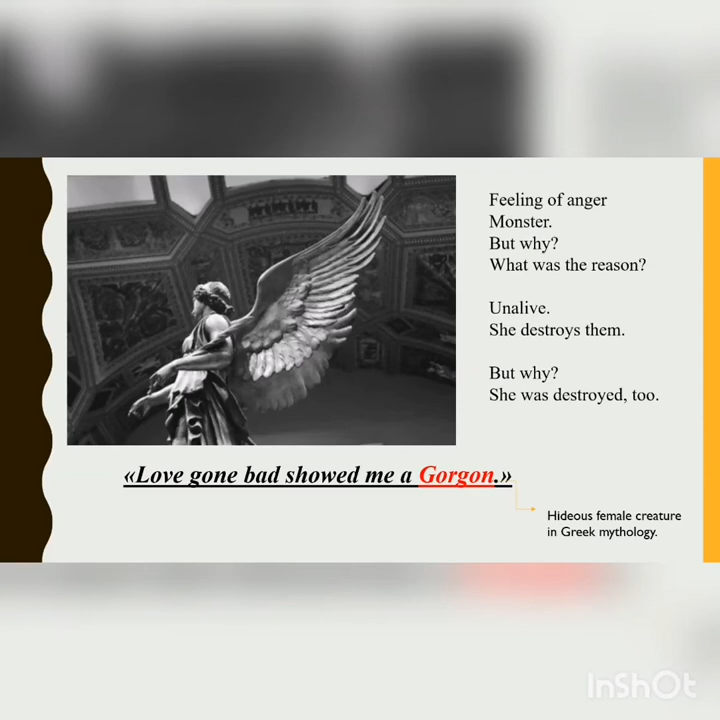 Feeling of anger
Monster.
But why?
What was the reason?
Unalive.
She destroys them.
But why?
She was destroyed, too.
«Love gone bad showed me a Gorgon.»
Hideous female creature
in Greek mythology.
InShOt